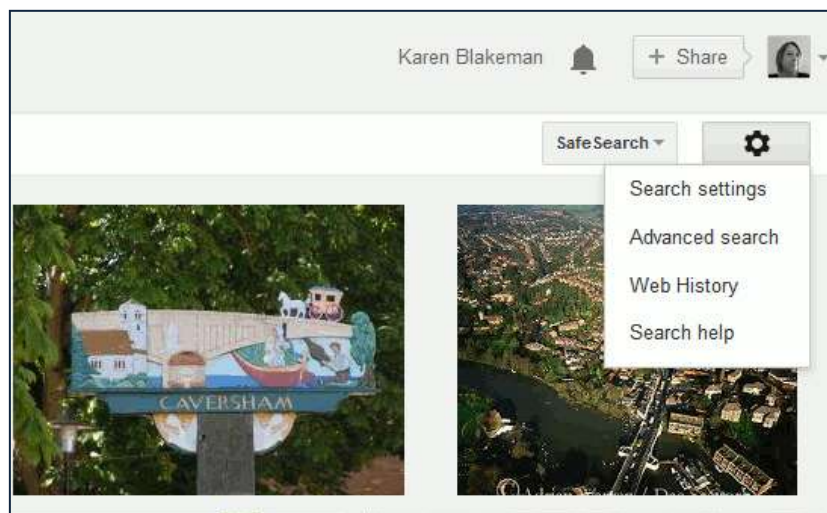 Karen Blakeman
+ Share
SafeSearch
Search settings
Advanced search
Web History
Search help
CAVERSHAM